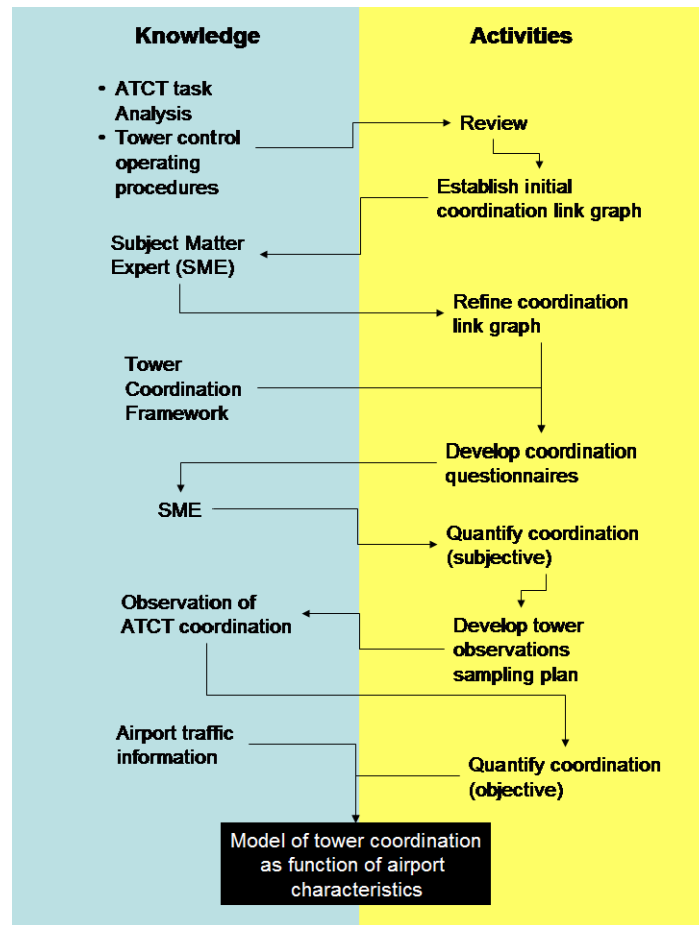 Knowledge
Activities
• ATCT task
Analysis
• Tower control
operating
procedures
Review
Establish initial
coordination link graph
Subject Matter
Expert (SME)
Refine coordination
link graph
Tower
Coordination
Framework
Develop coordination
questionnaires
SME
Quantify coordination
(subjective)
Observation of
ATCT coordination
Develop tower
observations
sampling plan
Airport traffic
information
Quantify coordination
(objective)
Model of tower coordination
as function of airport
characteristics